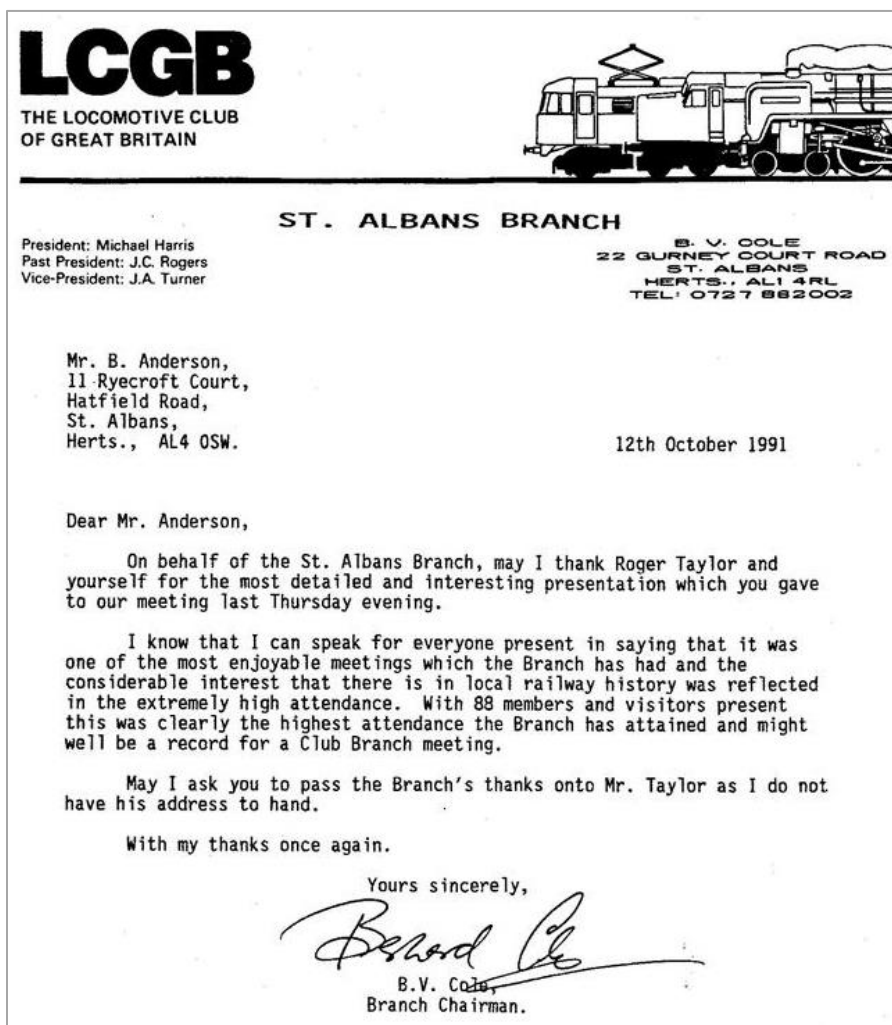 LCGB
THE LOCOMOTIVE CLUB
OF GREAT BRITAIN
ST. ALBANS BRANCH
President: Michael Harris
Past President: J.C. Rogers
Vice-President: J.A. Turner
B. V. COLE
22 GURNEY COURT ROAD
ST. ALBANS
HERTS., AL1 4RL
TEL: 0727 862002
Mr. B. Anderson,
11 Ryecroft Court,
Hatfield Road,
St. Albans,
Herts., AL4 OSW.
12th October 1991
Dear Mr. Anderson,
On behalf of the St. Albans Branch, may I thank Roger Taylor and
yourself for the most detailed and interesting presentation which you gave
to our meeting last Thursday evening.
I know that I can speak for everyone present in saying that it was
one of the most enjoyable meetings which the Branch has had and the
considerable interest that there is in local railway history was reflected
in the extremely high attendance. With 88 members and visitors present
this was clearly the highest attendance the Branch has attained and might
well be a record for a Club Branch meeting.
May I ask you to pass the Branch's thanks onto Mr. Taylor as I do not
have his address to hand.
With my thanks once again.
Yours sincerely,
Bernard Cole
B.V. Cole,
Branch Chairman.